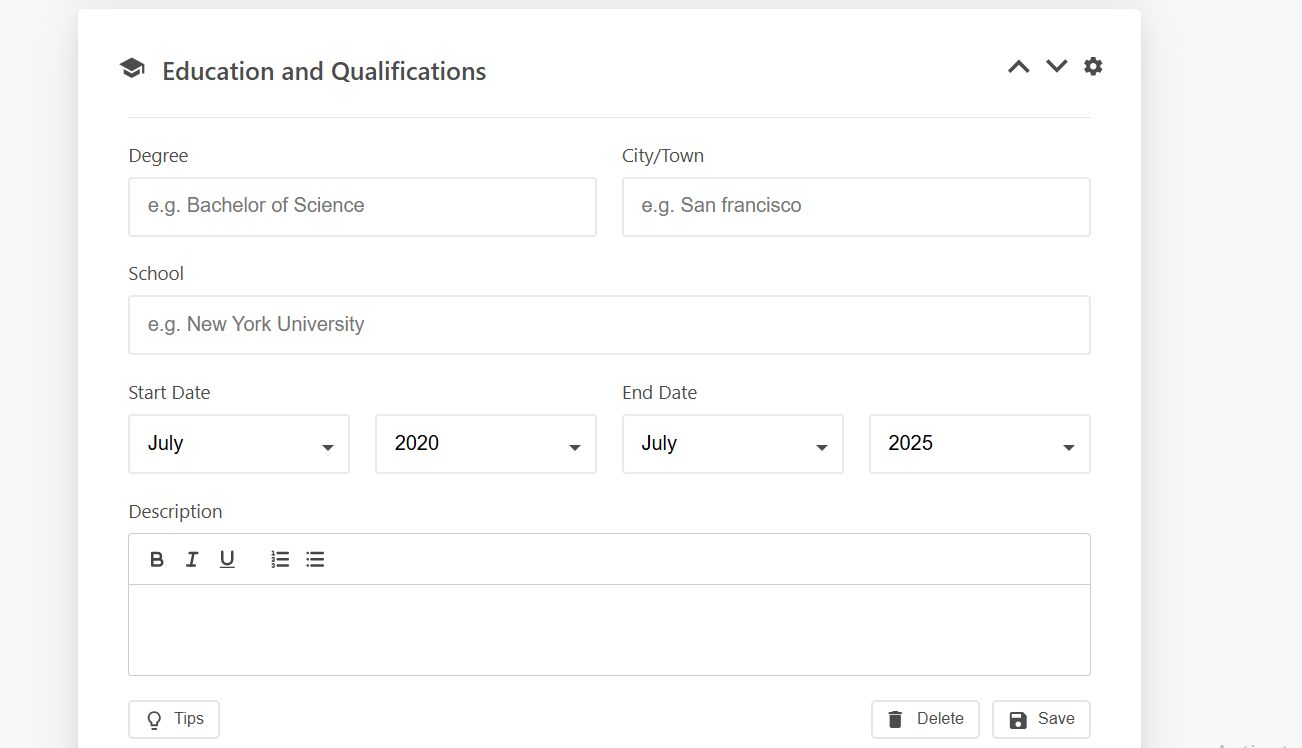 Education and Qualifications
Degree City/Town
e.g. Bachelor of Science e.g. San francisco
School
e.g. New York University
Start Date End Date
July 2020 July 2025
Description
B I U
Tips Delete Save